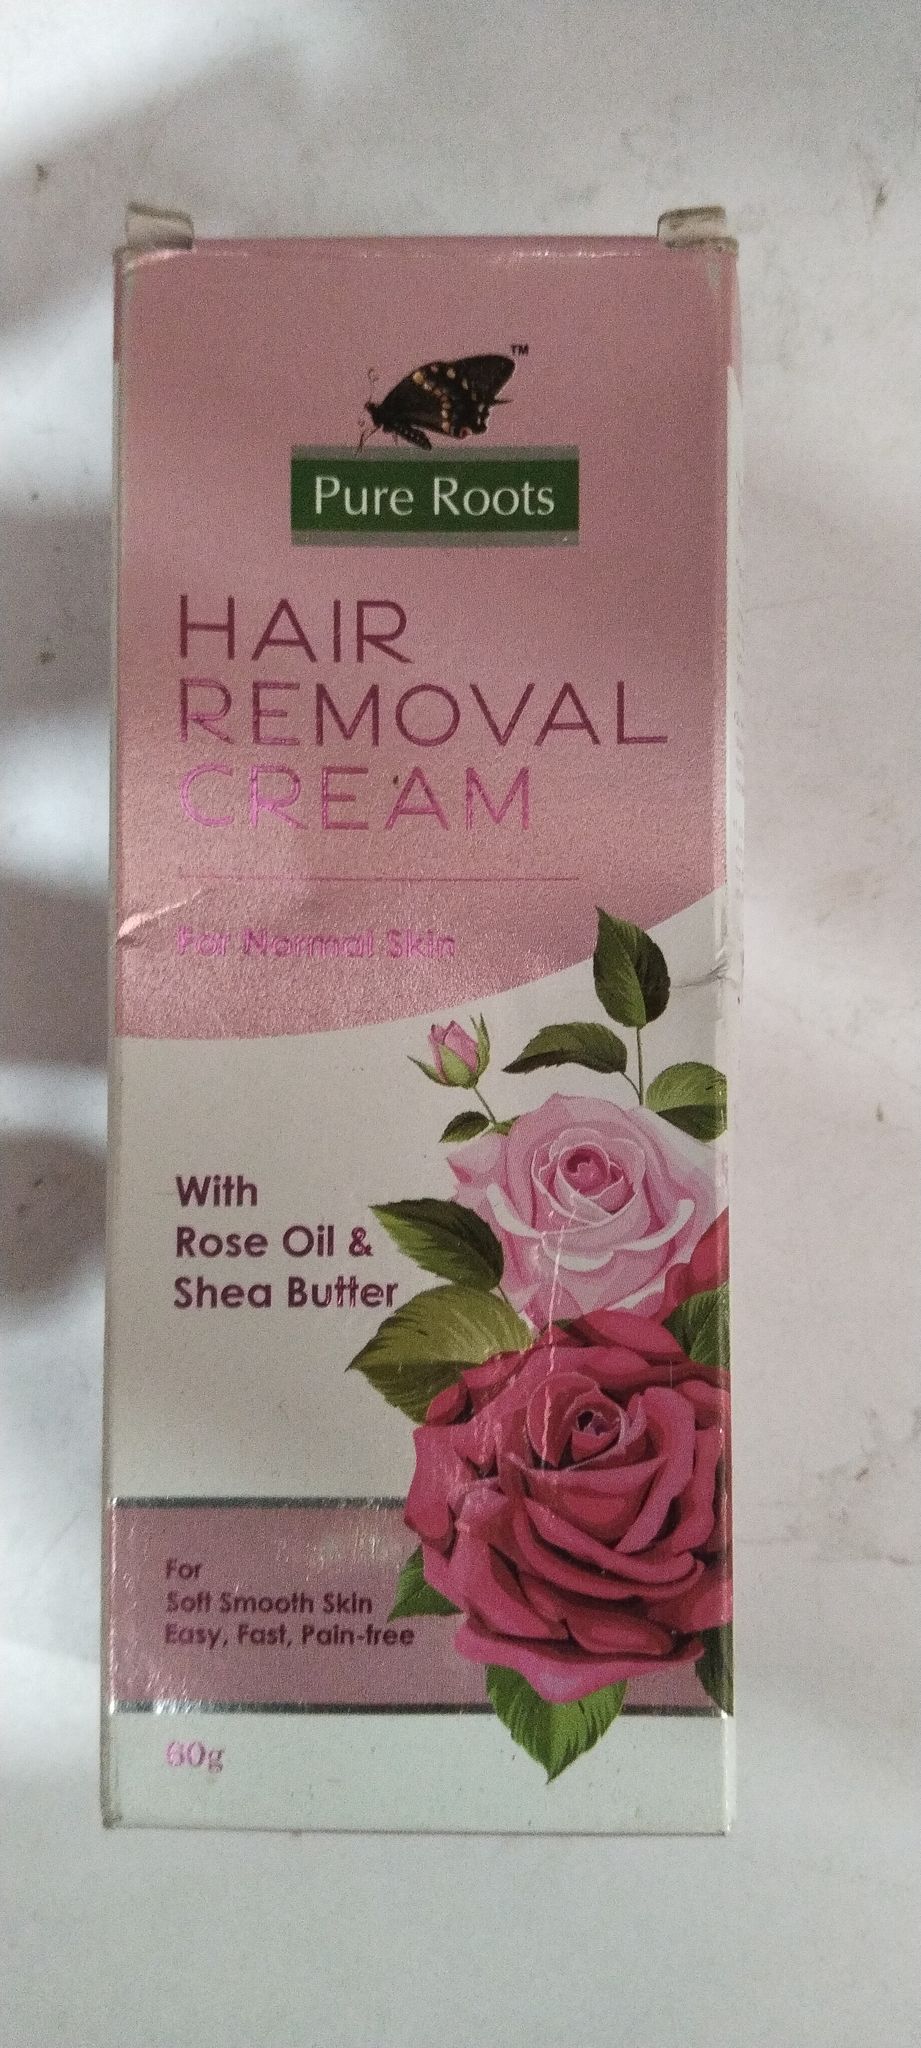 TM
Pure Roots
HAIR
REMOVAL
CREAM
For Normal Skin
With
Rose Oil &
Shea Butter
For
Soft Smooth Skin
Easy, Fast, Pain-free
60g